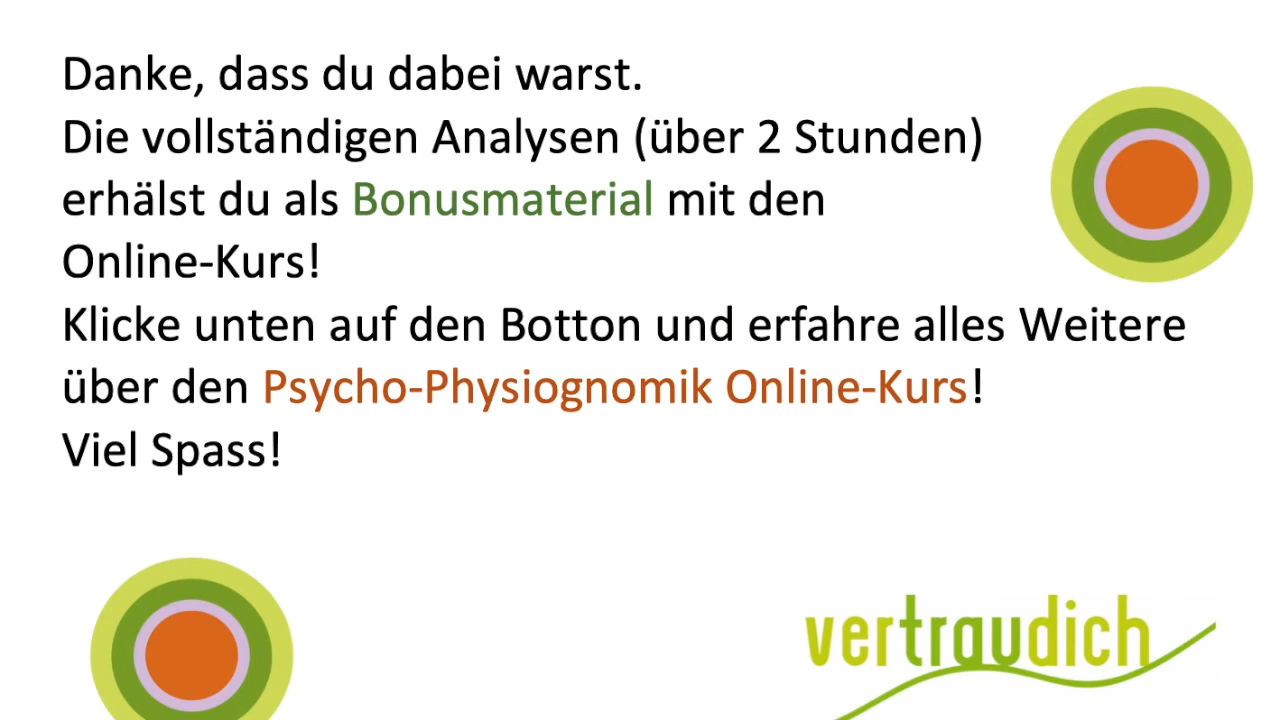 Danke, dass du dabei warst.
Die vollständigen Analysen (über 2 Stunden)
erhälst du als Bonusmaterial mit den
Online-Kurs!
Klicke unten auf den Botton und erfahre alles Weitere
über den Psycho-Physiognomik Online-Kurs!
Viel Spass!
vertraudich